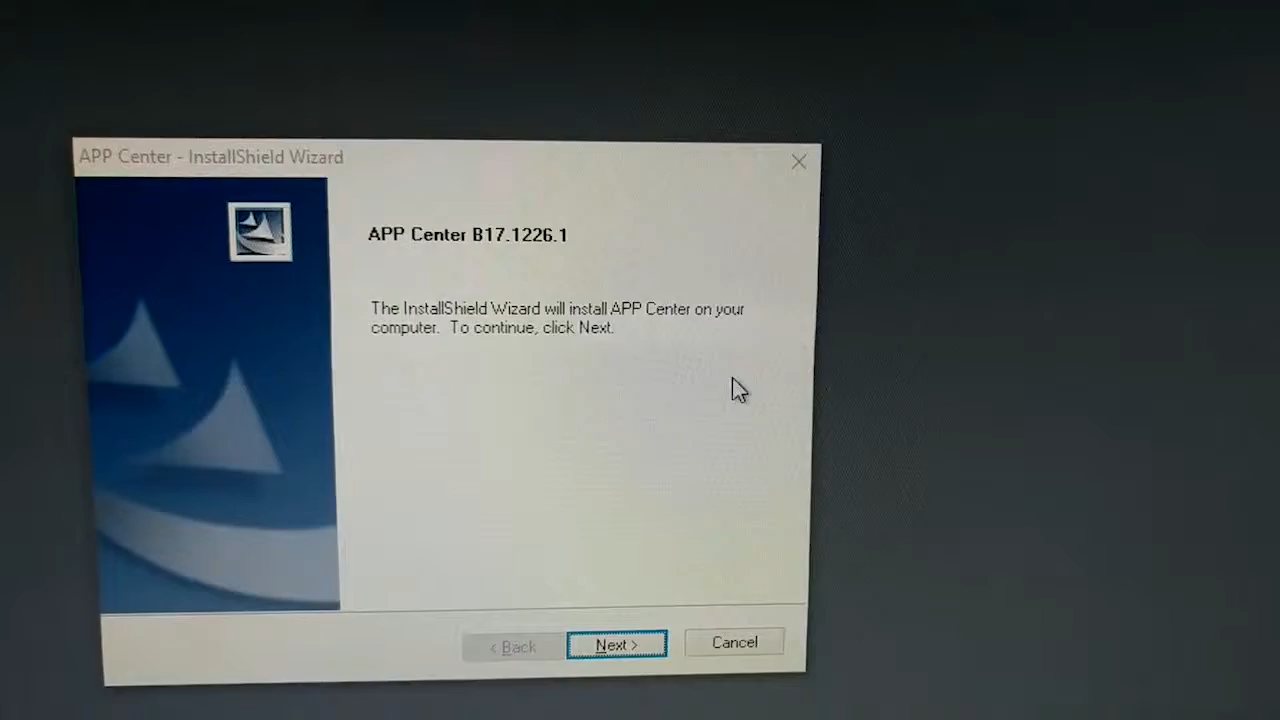 APP Center - InstallShield Wizard
APP Center B17.1226.1
The InstallShield Wizard will install APP Center on your
computer. To continue, click Next.
< Back
Next >
Cancel